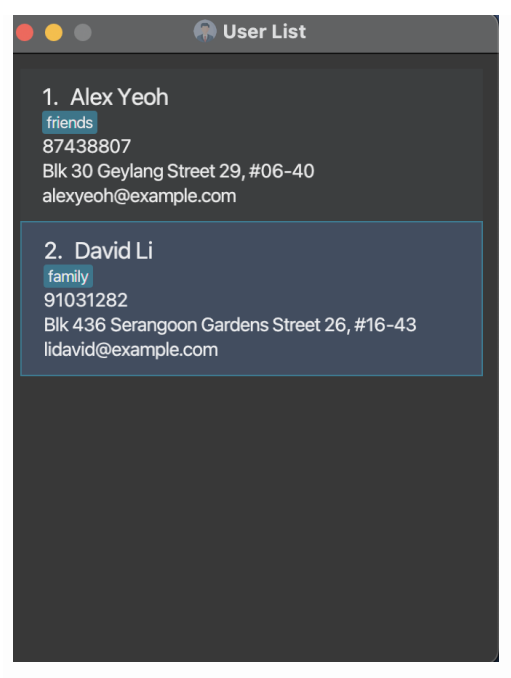 User List
1. Alex Yeoh
friends
87438807
Blk 30 Geylang Street 29, #06-40
alexyeoh@example.com
2. David Li
family
91031282
Blk 436 Serangoon Gardens Street 26, #16-43
lidavid@example.com